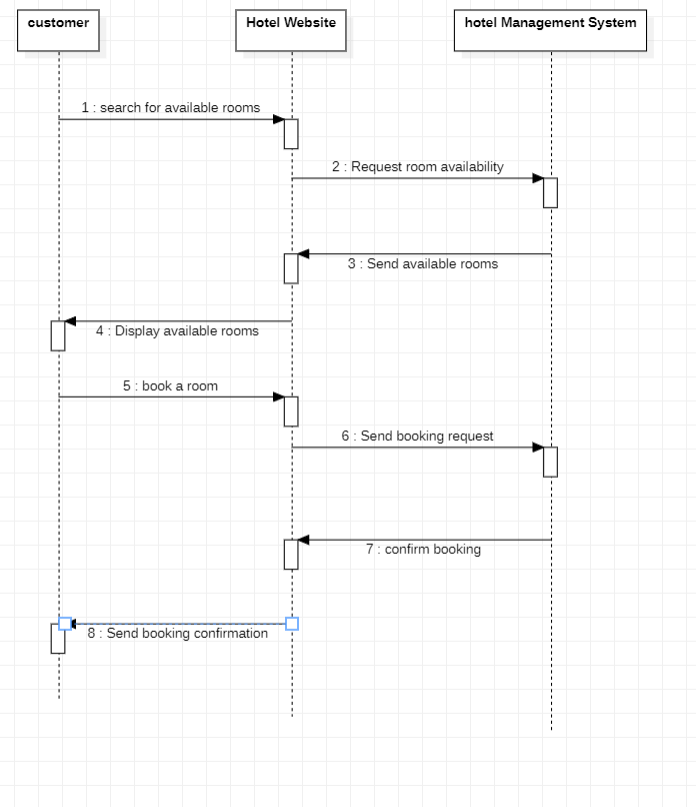 customer
Hotel Website
hotel Management System
1 : search for available rooms
2 : Request room availability
3 : Send available rooms
4 : Display available rooms
5 : book a room
6 : Send booking request
7 : confirm booking
8 : Send booking confirmation